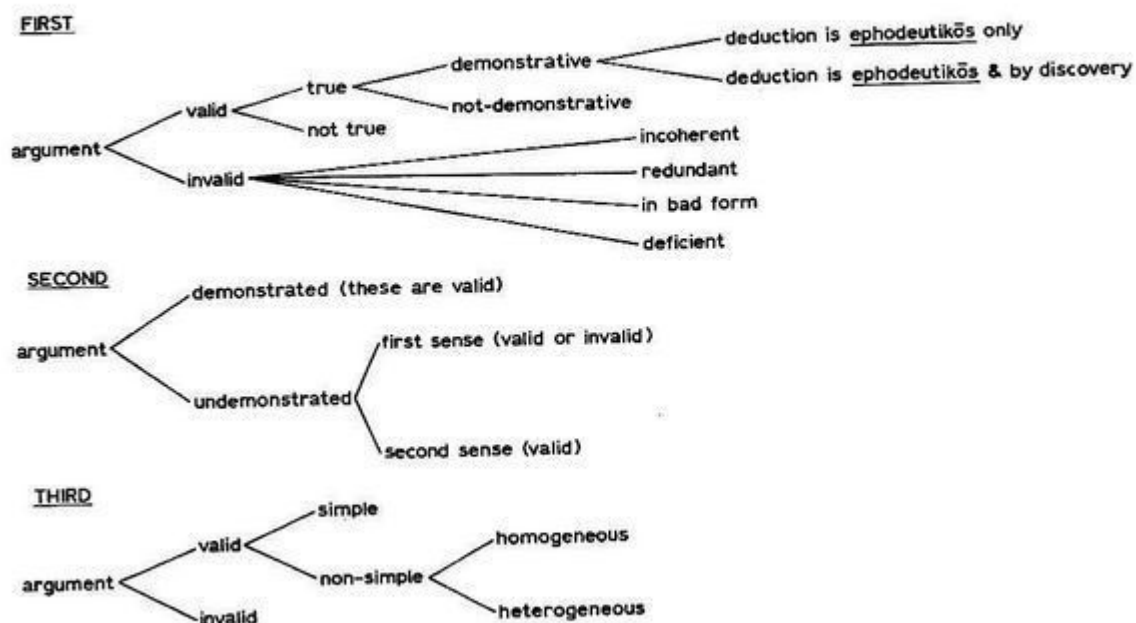 FIRST
deduction is ephodeutikōs only
demonstrative
deduction is ephodeutikōs & by discovery
true
valid
not-demonstrative
not true
argument
incoherent
invalid
redundant
in bad form
deficient
SECOND
demonstrated (these are valid)
first sense (valid or invalid)
argument
undemonstrated
second sense (valid)
THIRD
simple
homogeneous
valid
non-simple
argument
heterogeneous
invalid